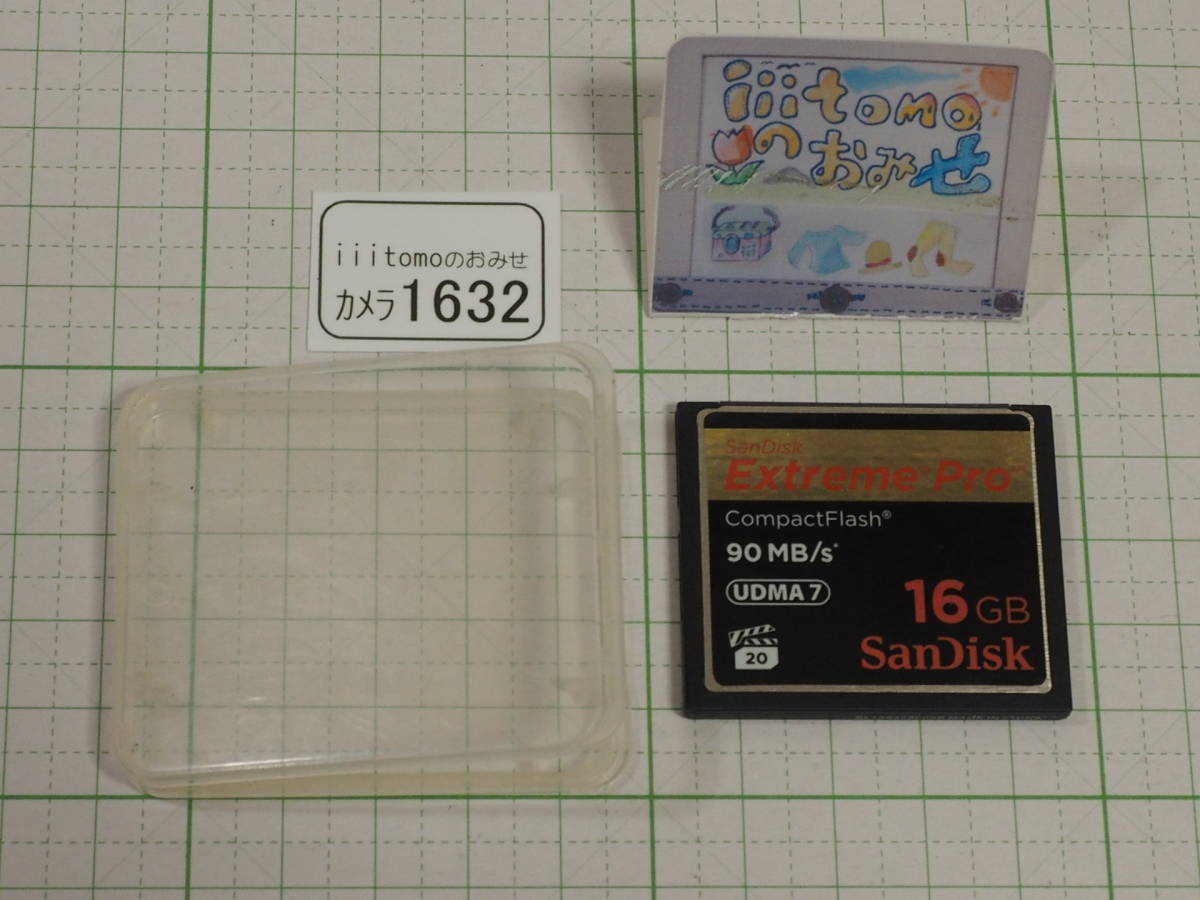 iiitomo
のおみせ
iiitomoのおみせ
カメラ1632
SanDisk
Extreme Pro™
CompactFlash®
90 MB/s*
UDMA 7
20
16 GB
SanDisk